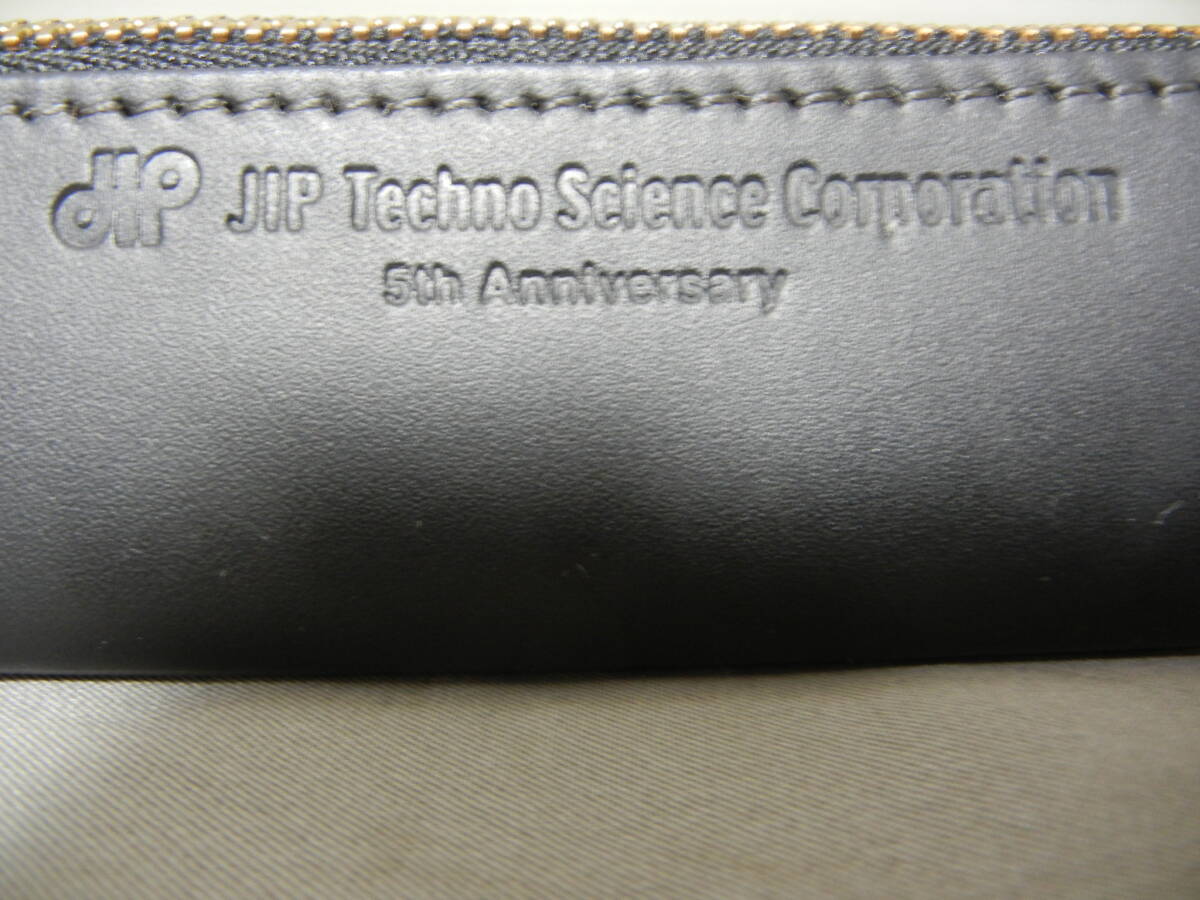 JIP JIP Techno Science Corporation
5th Anniversary